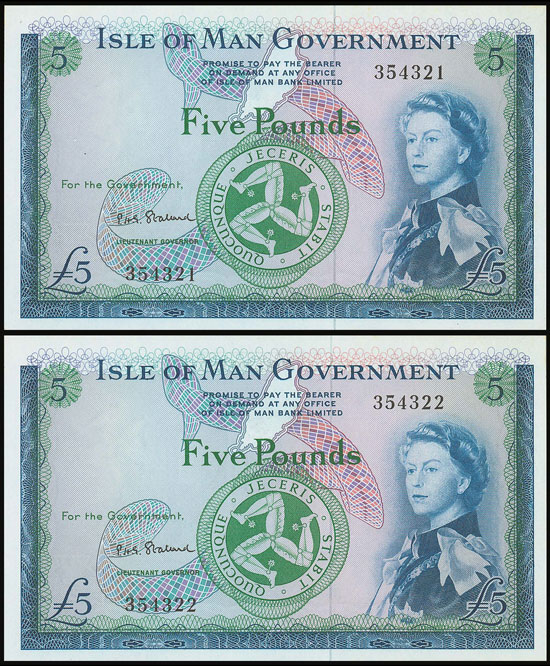 5 ISLE OF MAN GOVERNMENT 5
PROMISE TO PAY THE BEARER
ON DEMAND AT ANY OFFICE
OF ISLE OF MAN BANK LIMITED
354321
Five Pounds
QUOCUNQUE · JECERIS · STABIT
For the Government,
P.H.G. Stallard
LIEUTENANT GOVERNOR
354321
£5 £5
5 ISLE OF MAN GOVERNMENT 5
PROMISE TO PAY THE BEARER
ON DEMAND AT ANY OFFICE
OF ISLE OF MAN BANK LIMITED
354322
Five Pounds
QUOCUNQUE · JECERIS · STABIT
For the Government,
P.H.G. Stallard
LIEUTENANT GOVERNOR
354322
£5 £5